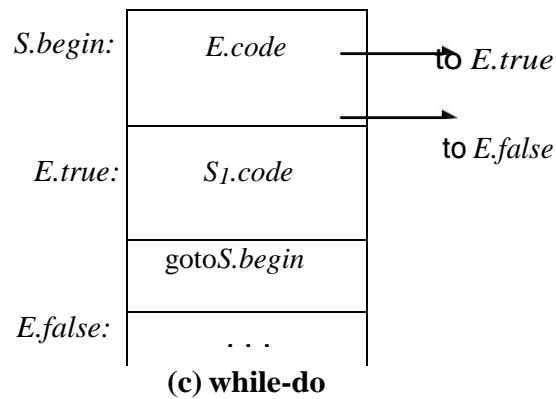 S.begin: E.code to E.true
to E.false
E.true: S1.code
gotoS.begin
E.false: . . .
(c) while-do